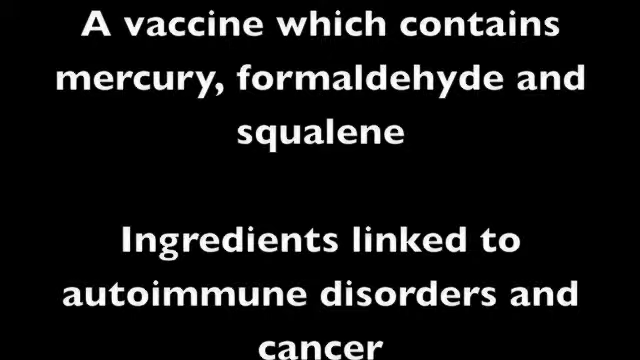 A vaccine which contains
mercury, formaldehyde and
squalene
Ingredients linked to
autoimmune disorders and
cancer